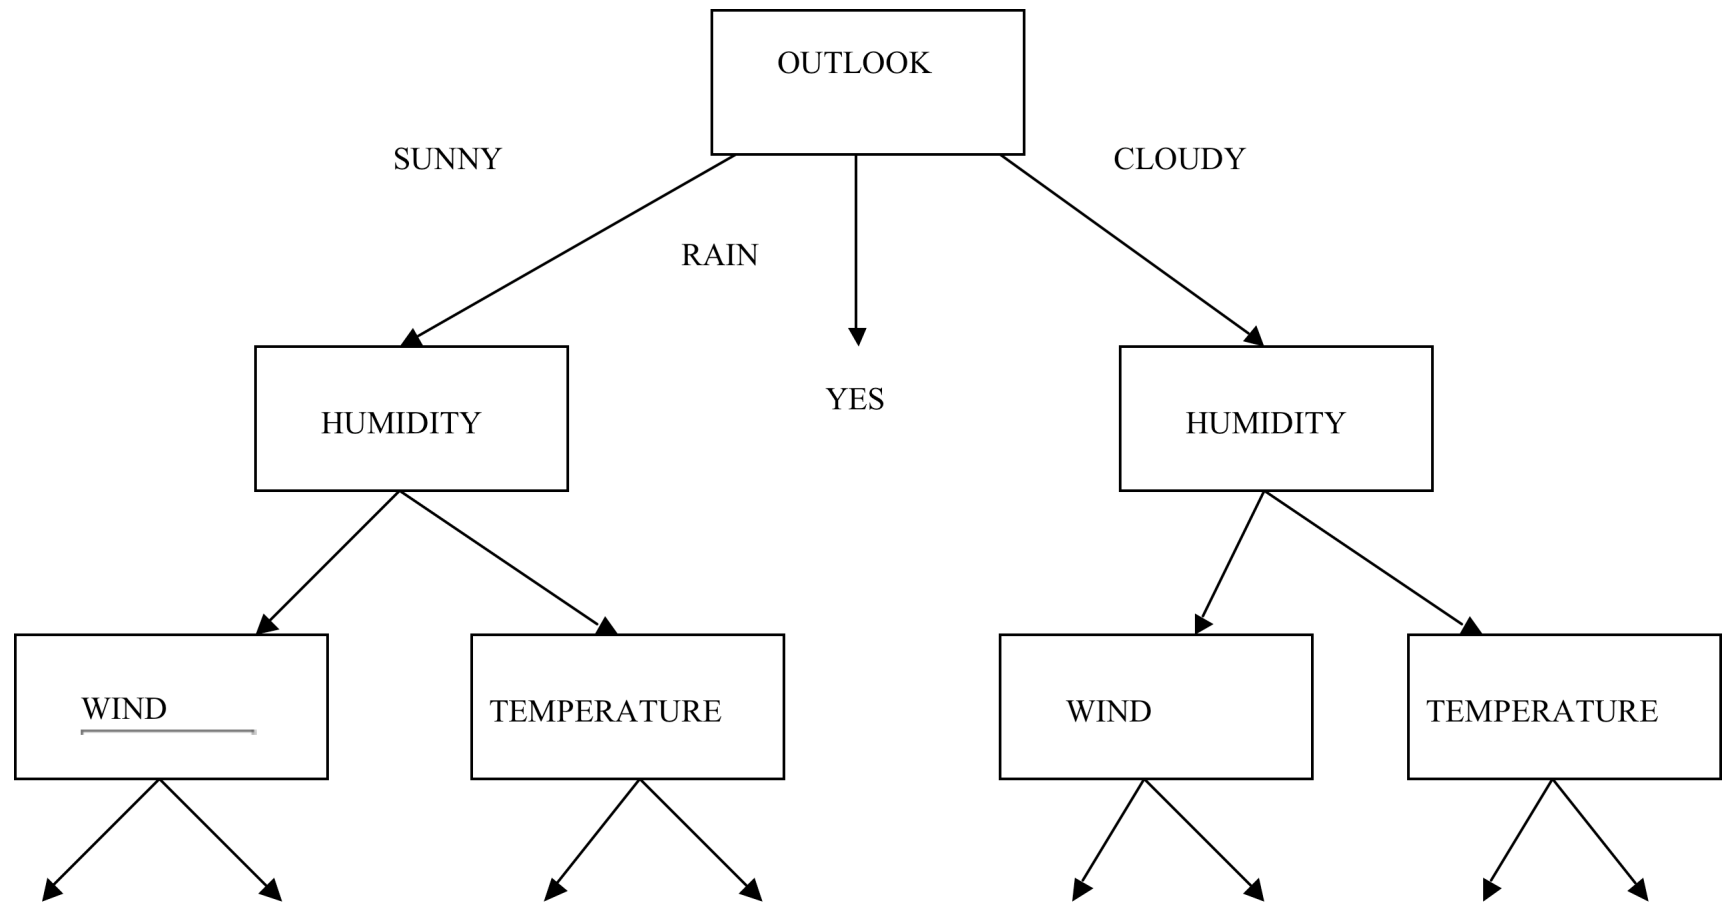 OUTLOOK
SUNNY
CLOUDY
RAIN
YES
HUMIDITY
HUMIDITY
WIND
TEMPERATURE
WIND
TEMPERATURE